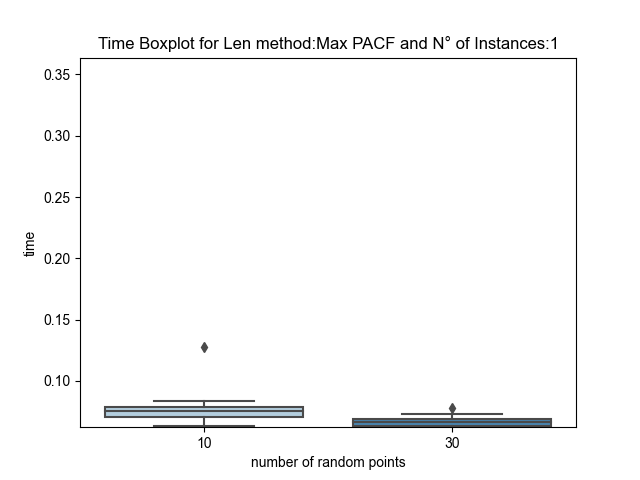 Time Boxplot for Len method:Max PACF and N° of Instances:1
0.35
0.30
0.25
0.20
0.15
0.10
time
10
30
number of random points